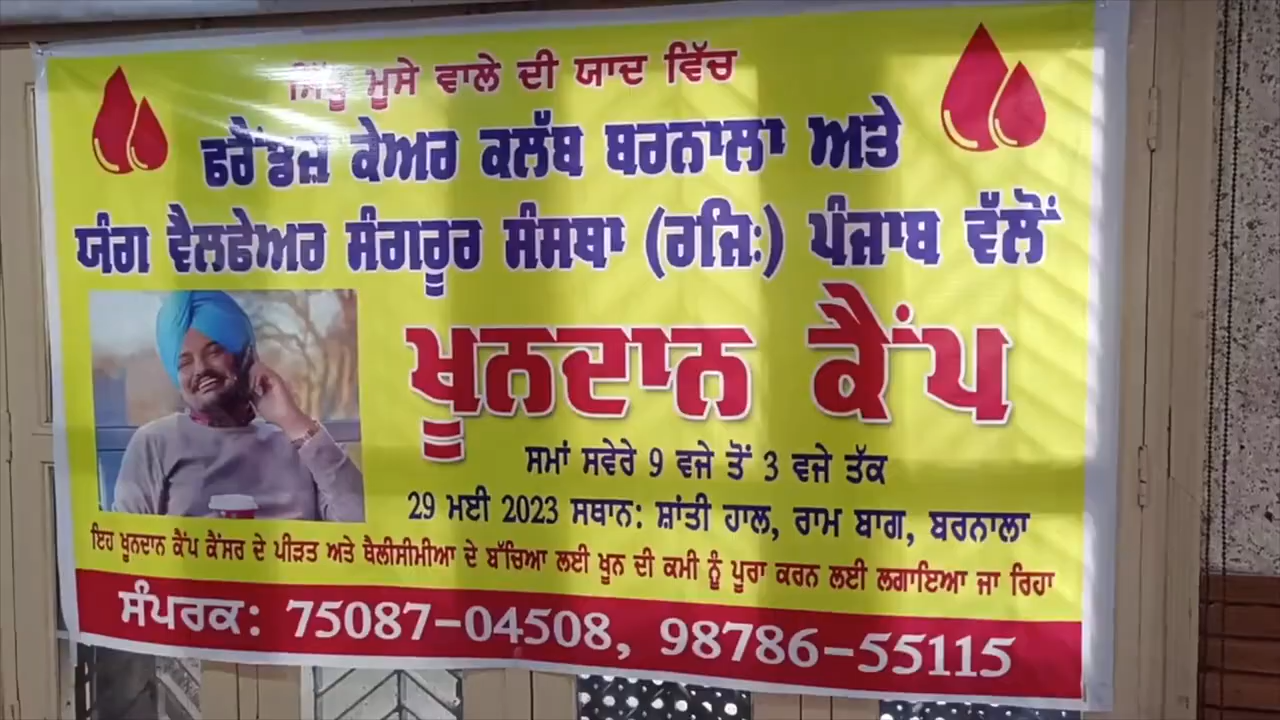 ਸਿੱਧੂ ਮੂਸੇ ਵਾਲੇ ਦੀ ਯਾਦ ਵਿੱਚ
ਫਰੈਂਡਜ਼ ਕੇਅਰ ਕਲੱਬ ਬਰਨਾਲਾ ਅਤੇ
ਯੰਗ ਵੈਲਫੇਅਰ ਸੰਗਰੂਰ ਸੰਸਥਾ (ਰਜਿ:) ਪੰਜਾਬ ਵੱਲੋਂ
ਖੂਨਦਾਨ ਕੈਂਪ
ਸਮਾਂ ਸਵੇਰੇ 9 ਵਜੇ ਤੋਂ 3 ਵਜੇ ਤੱਕ
29 ਮਈ 2023 ਸਥਾਨ: ਸ਼ਾਂਤੀ ਹਾਲ, ਰਾਮ ਬਾਗ, ਬਰਨਾਲਾ
ਇਹ ਖੂਨਦਾਨ ਕੈਂਪ ਕੈਂਸਰ ਦੇ ਪੀੜਤ ਅਤੇ ਥੈਲੀਸੀਮੀਆ ਦੇ ਬੱਚਿਆ ਲਈ ਖੂਨ ਦੀ ਕਮੀ ਨੂੰ ਪੂਰਾ ਕਰਨ ਲਈ ਲਗਾਇਆ ਜਾ ਰਿਹਾ
ਸੰਪਰਕ: 75087-04508, 98786-55115